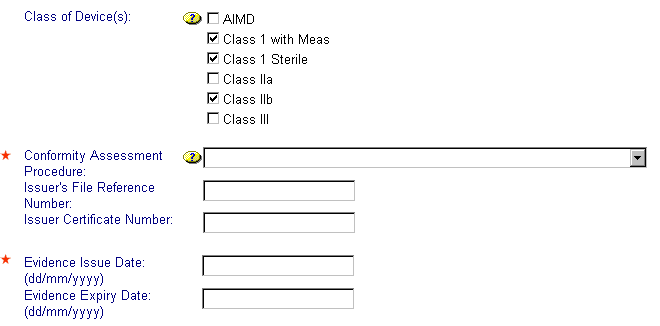 Class of Device(s): ? AIMD
Class 1 with Meas
Class 1 Sterile
Class IIa
Class IIb
Class III
* Conformity Assessment ?
Procedure:
Issuer's File Reference
Number:
Issuer Certificate Number:
* Evidence Issue Date:
(dd/mm/yyyy)
Evidence Expiry Date:
(dd/mm/yyyy)